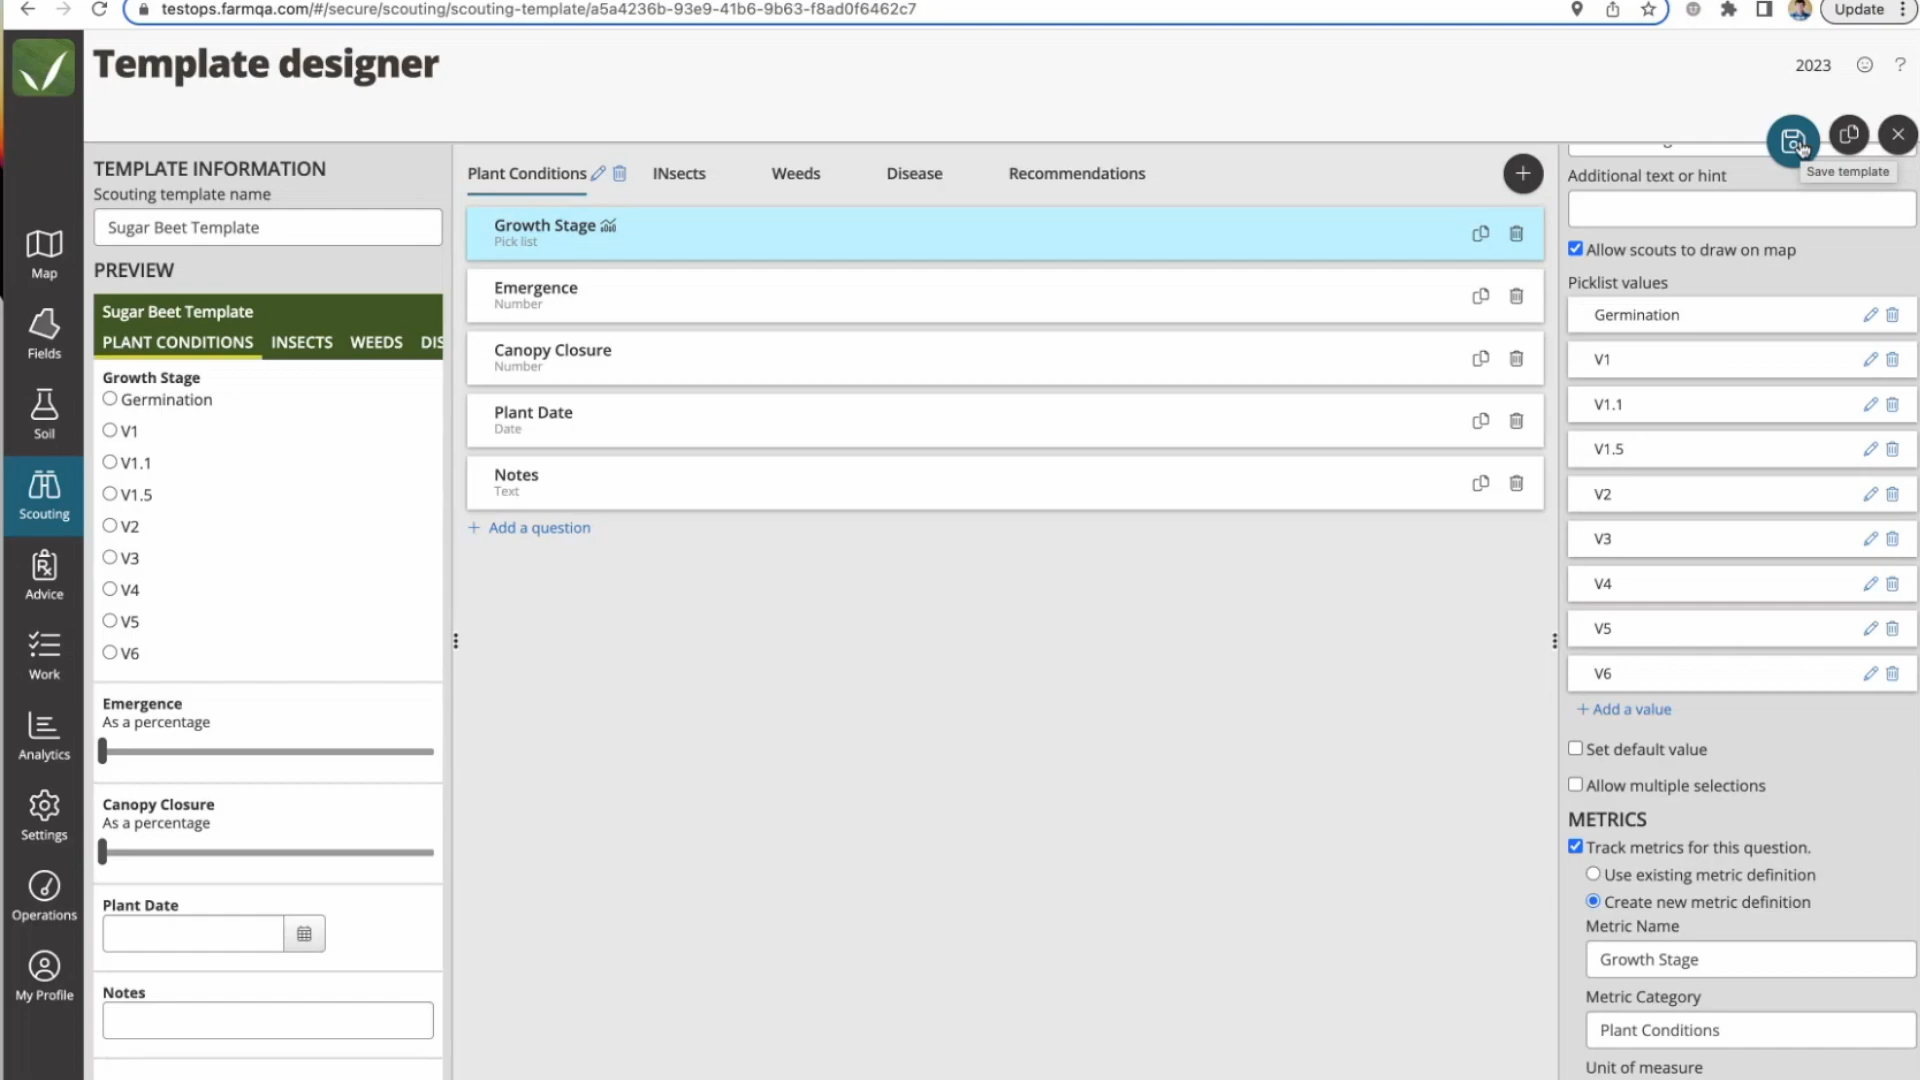 testops.farmqa.com/#/secure/scouting/scouting-template/a5a4236b-93e9-41b6-9b63-f8ad0f6462c7
Update
Template designer
2023
?
Save template
Map
Fields
Soil
Scouting
Advice
Work
Analytics
Settings
Operations
My Profile
TEMPLATE INFORMATION
Scouting template name
Sugar Beet Template
PREVIEW
Sugar Beet Template
PLANT CONDITIONS INSECTS WEEDS DIS
Growth Stage
Germination
V1
V1.1
V1.5
V2
V3
V4
V5
V6
Emergence
As a percentage
Canopy Closure
As a percentage
Plant Date
Notes
Plant Conditions INsects Weeds Disease Recommendations
+
Growth Stage
Pick list
Emergence
Number
Canopy Closure
Number
Plant Date
Date
Notes
Text
+ Add a question
Additional text or hint
Allow scouts to draw on map
Picklist values
Germination
V1
V1.1
V1.5
V2
V3
V4
V5
V6
+ Add a value
Set default value
Allow multiple selections
METRICS
Track metrics for this question.
Use existing metric definition
Create new metric definition
Metric Name
Growth Stage
Metric Category
Plant Conditions
Unit of measure